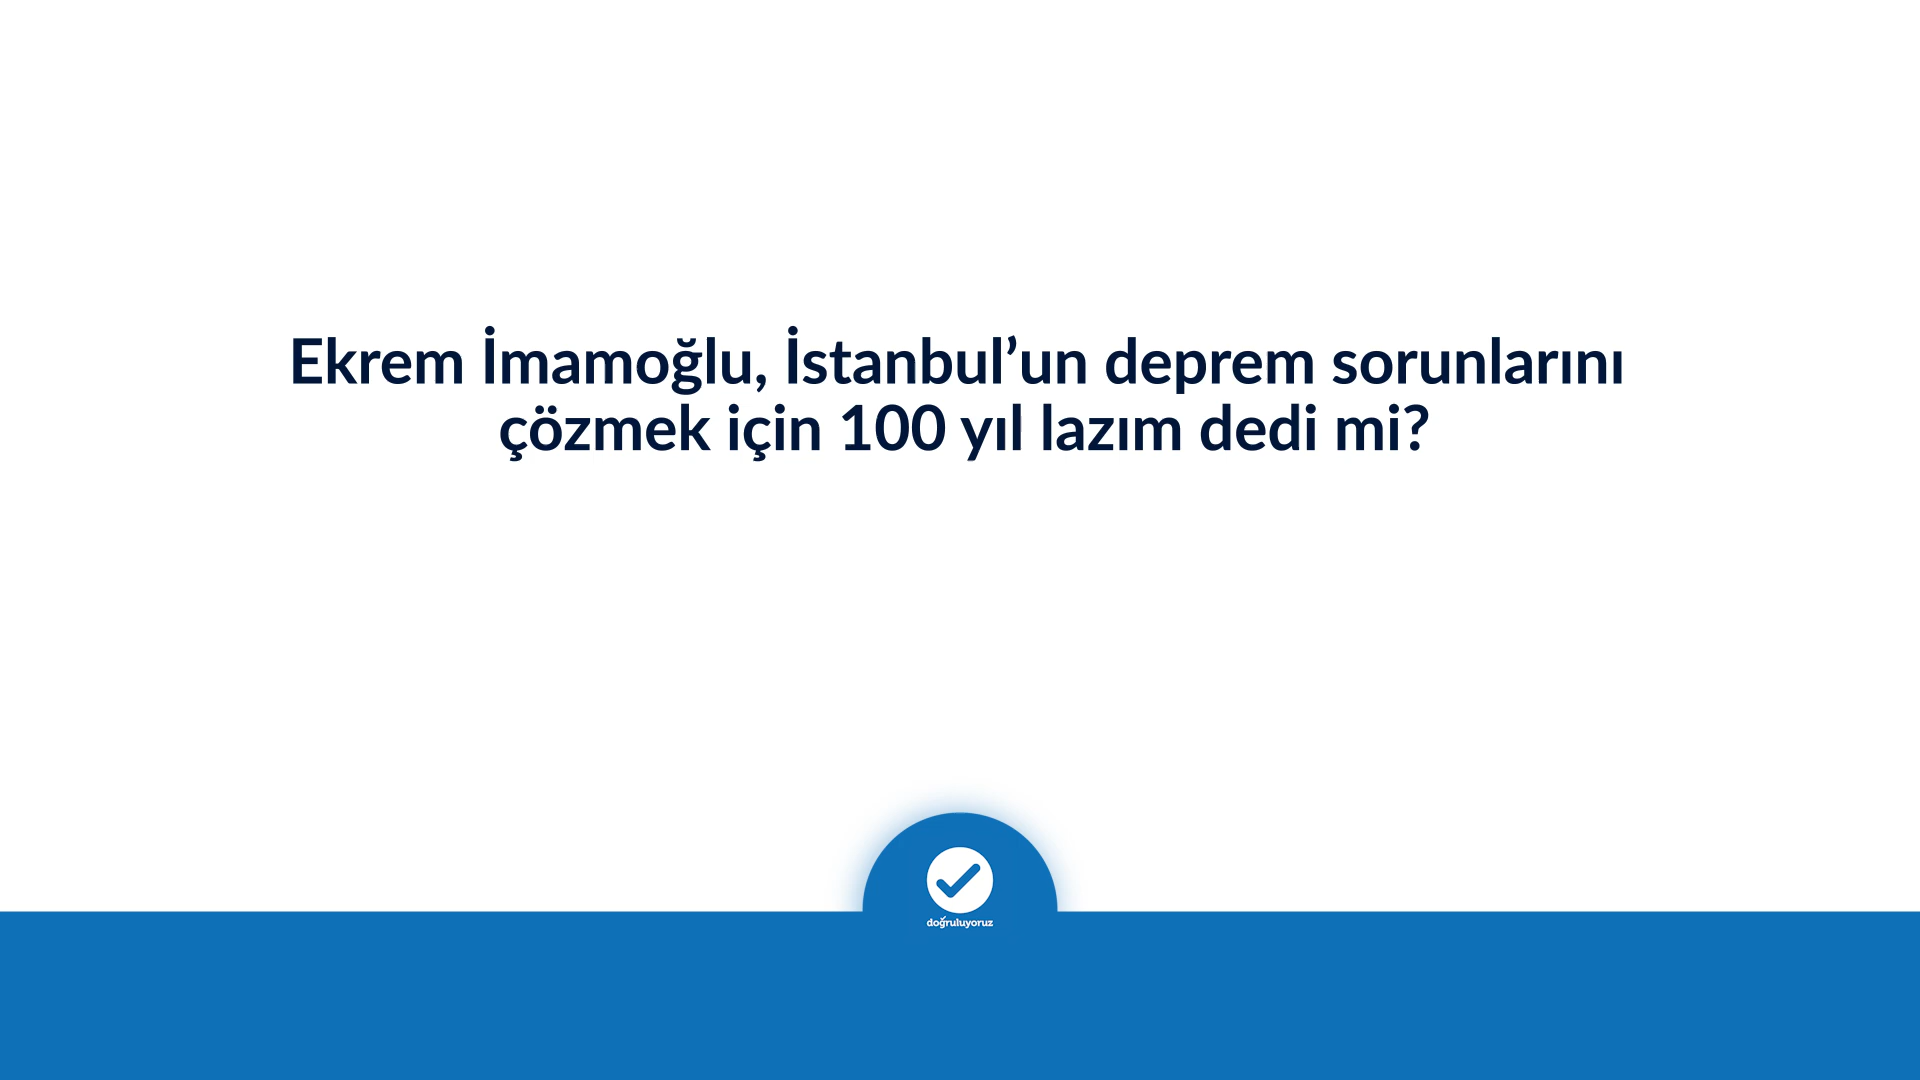 Ekrem İmamoğlu, İstanbul’un deprem sorunlarını
çözmek için 100 yıl lazım dedi mi?
doğruluyoruz